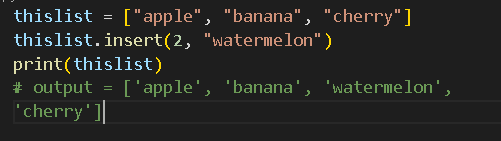 thislist = ["apple", "banana", "cherry"]
thislist.insert(2, "watermelon")
print(thislist)
# output = ['apple', 'banana', 'watermelon',
'cherry']